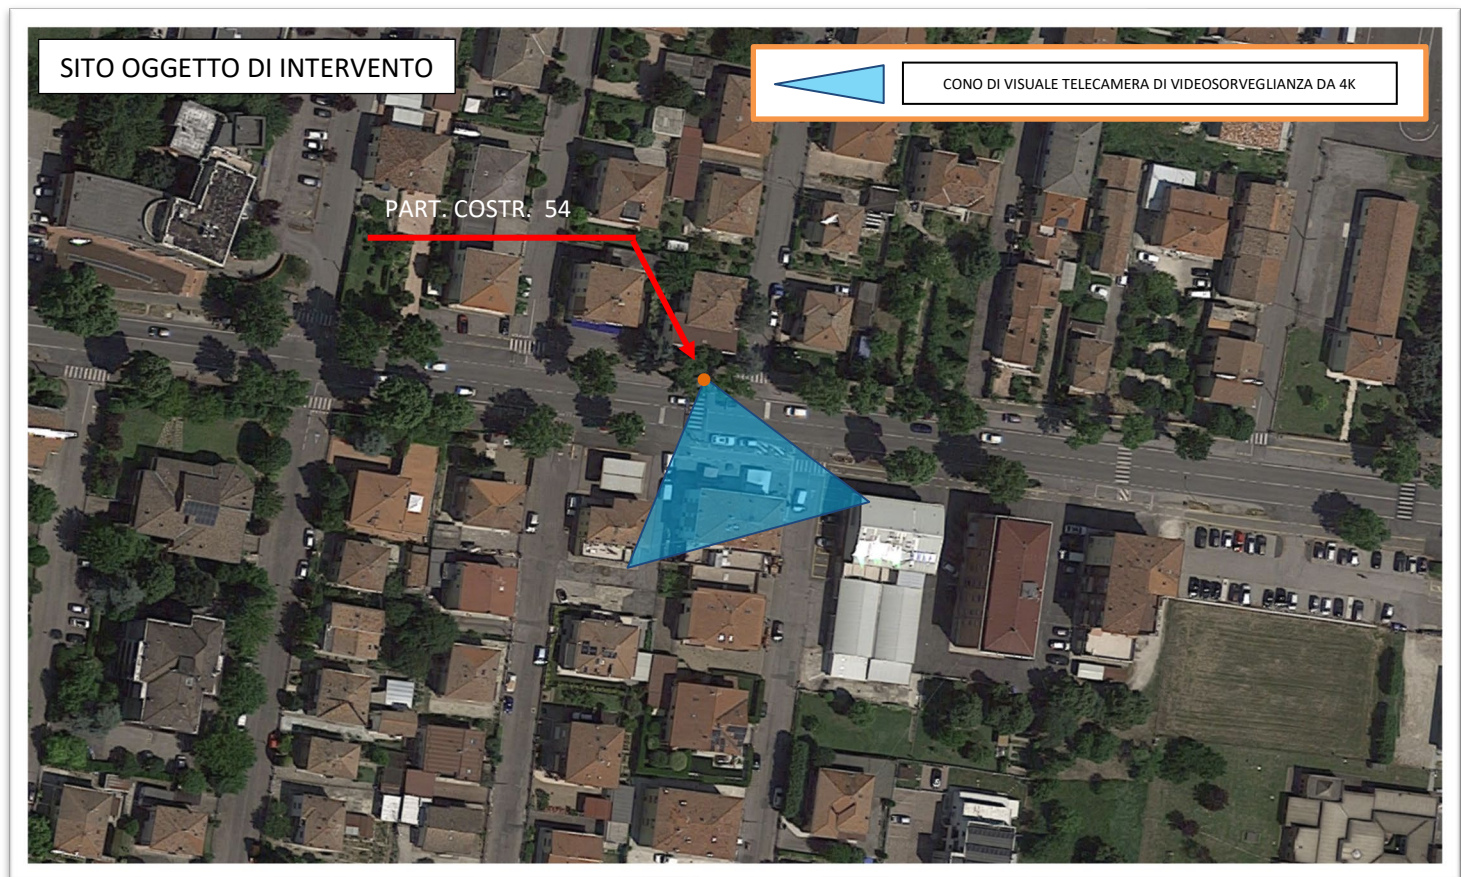 SITO OGGETTO DI INTERVENTO
CONO DI VISUALE TELECAMERA DI VIDEOSORVEGLIANZA DA 4K
PART. COSTR. 54